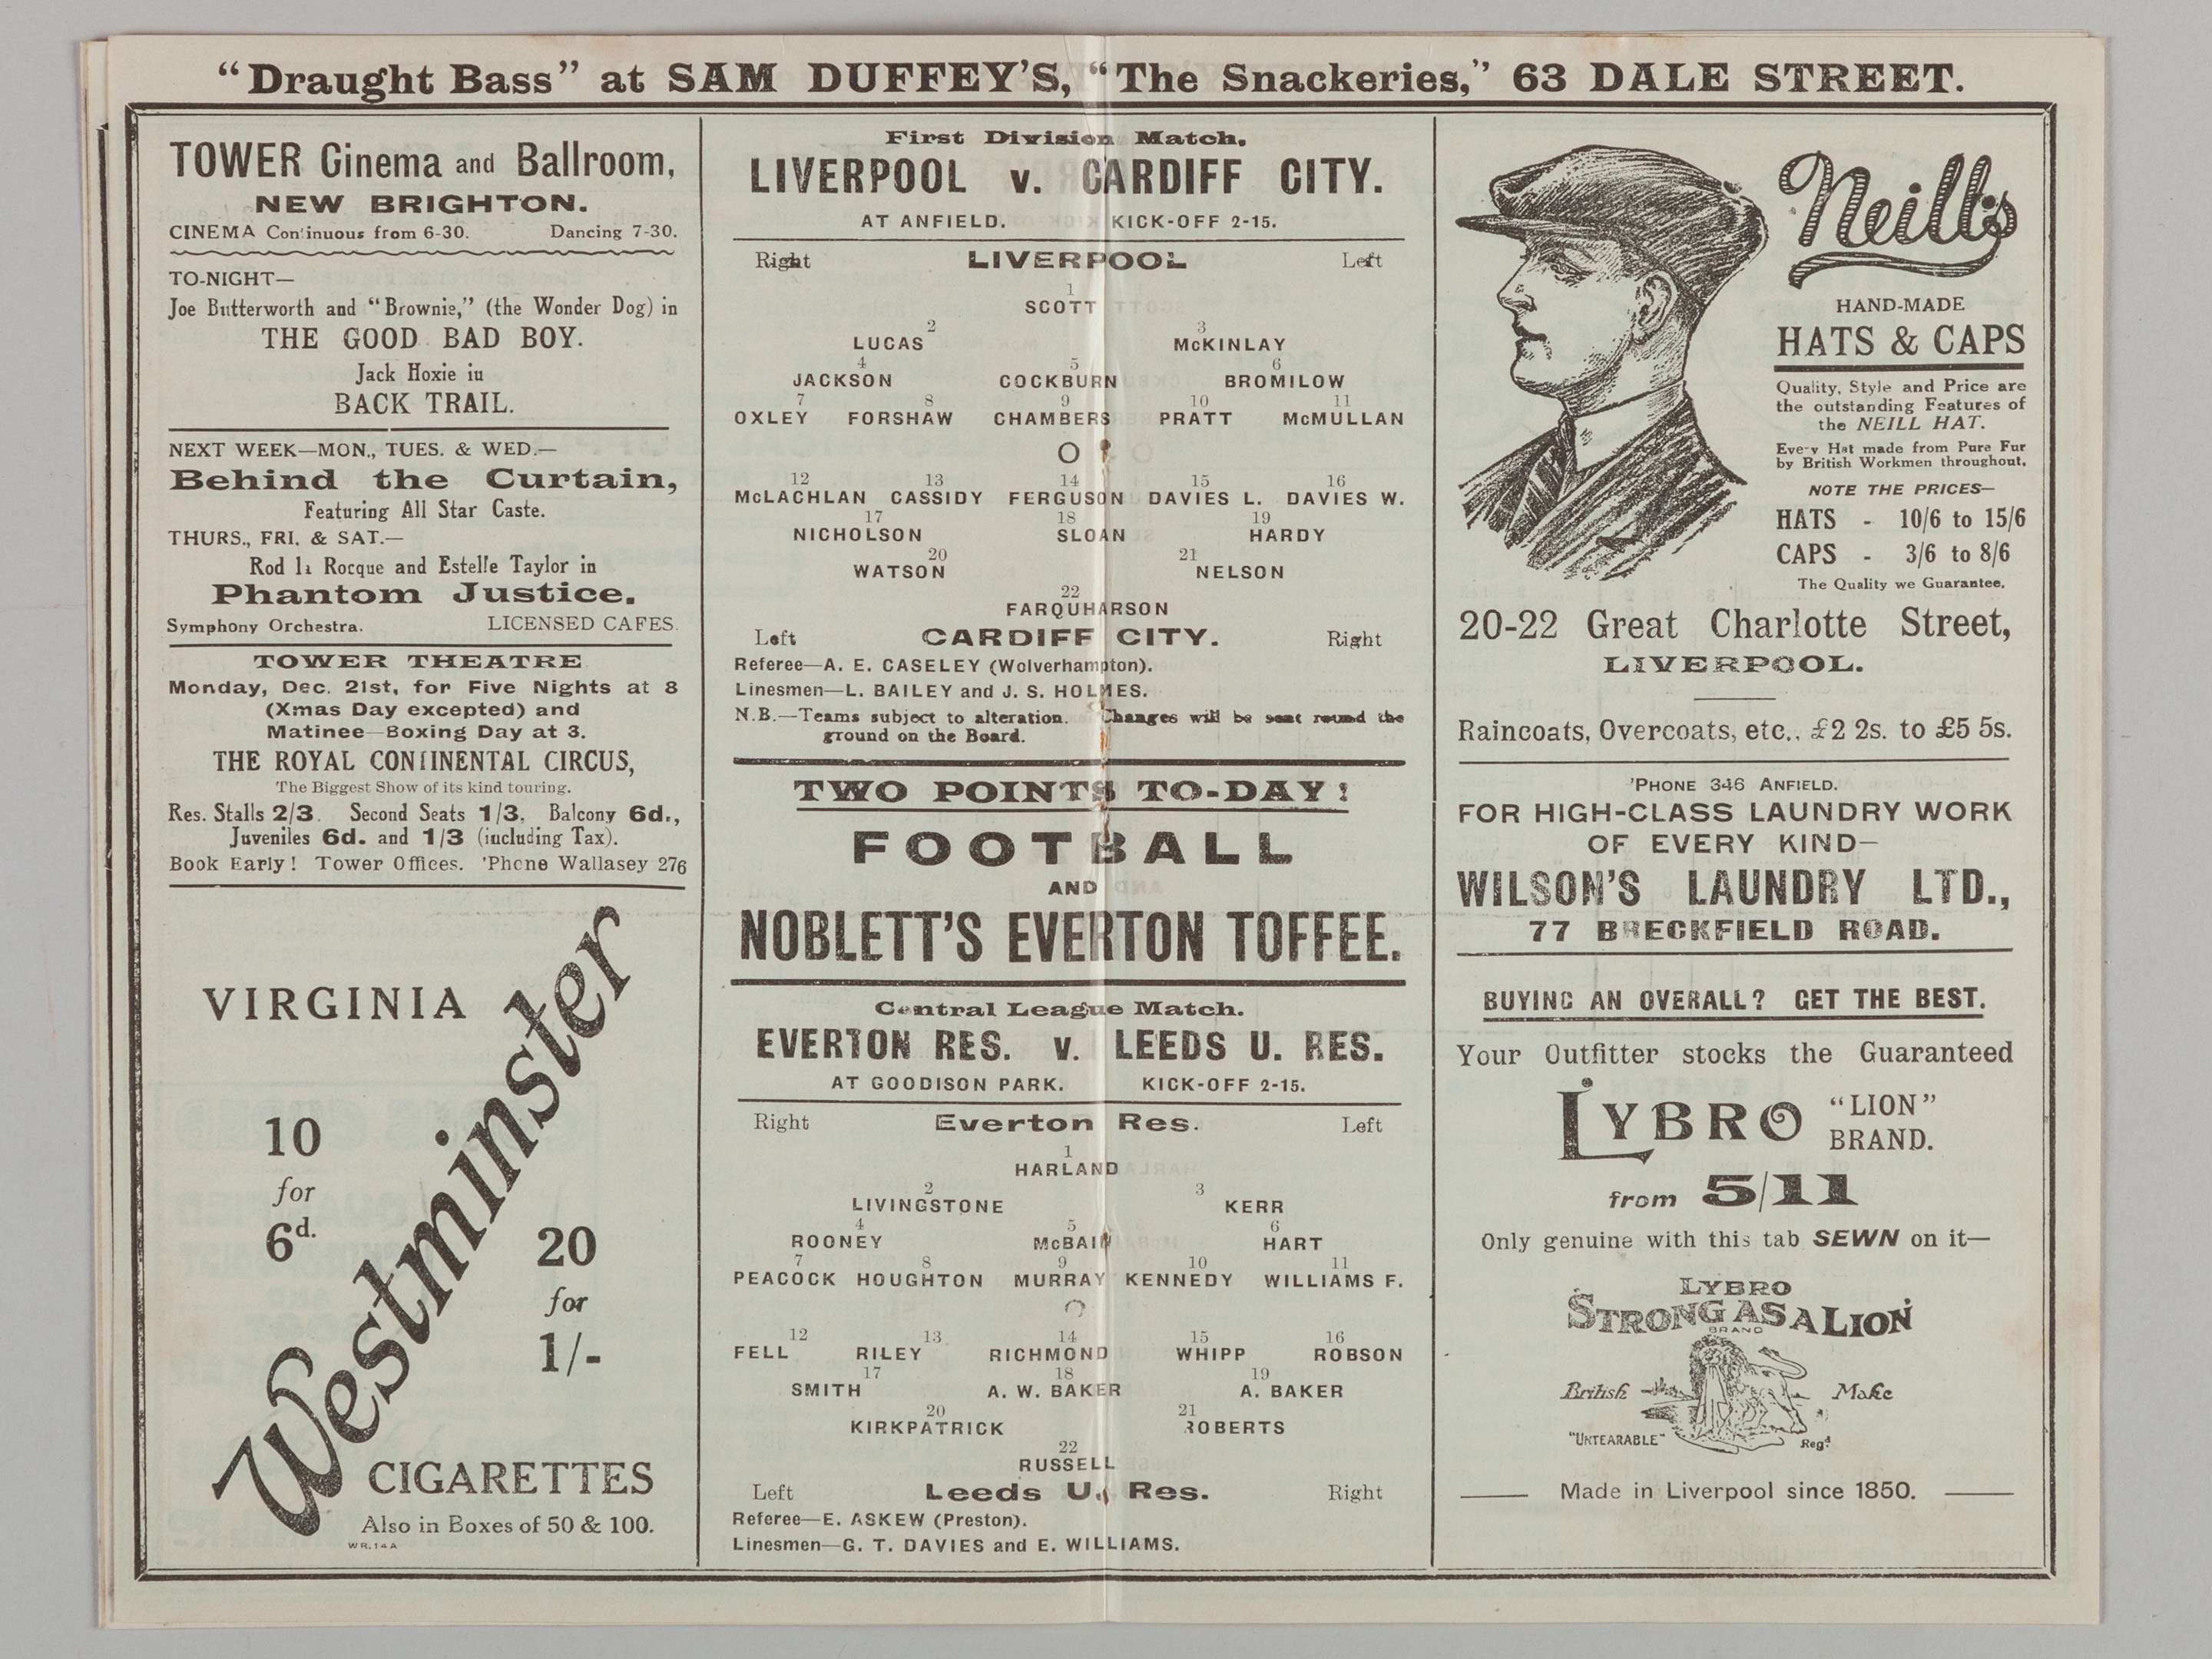 "Draught Bass" at SAM DUFFEY'S, "The Snackeries," 63 DALE STREET.
TOWER Cinema and Ballroom,
NEW BRIGHTON.
CINEMA Continuous from 6-30. Dancing 7-30.
TO-NIGHT—
Joe Butterworth and "Brownie," (the Wonder Dog) in
THE GOOD BAD BOY.
Jack Hoxie in
BACK TRAIL.
NEXT WEEK—MON., TUES. & WED.—
Behind the Curtain,
Featuring All Star Caste.
THURS., FRI. & SAT.—
Rod la Rocque and Estelle Taylor in
Phantom Justice.
Symphony Orchestra. LICENSED CAFES.
TOWER THEATRE
Monday, Dec. 21st, for Five Nights at 8
(Xmas Day excepted) and
Matinee—Boxing Day at 3.
THE ROYAL CONTINENTAL CIRCUS,
The Biggest Show of its kind touring.
Res. Stalls 2/3. Second Seats 1/3. Balcony 6d.,
Juveniles 6d. and 1/3 (including Tax).
Book Early! Tower Offices. 'Phone Wallasey 276
VIRGINIA
Westminster
10
for
6d.
20
for
1/-
CIGARETTES
Also in Boxes of 50 & 100.
WR.14A
First Division Match.
LIVERPOOL v. CARDIFF CITY.
AT ANFIELD. KICK-OFF 2-15.
Right LIVERPOOL Left
1
SCOTT
2 3
LUCAS McKINLAY
4 5 6
JACKSON COCKBURN BROMILOW
7 8 9 10 11
OXLEY FORSHAW CHAMBERS PRATT McMULLAN
O
12 13 14 15 16
McLACHLAN CASSIDY FERGUSON DAVIES L. DAVIES W.
17 18 19
NICHOLSON SLOAN HARDY
20 21
WATSON NELSON
22
FARQUHARSON
Left CARDIFF CITY. Right
Referee—A. E. CASELEY (Wolverhampton).
Linesmen—L. BAILEY and J. S. HOLMES.
N.B.—Teams subject to alteration. Changes will be sent round the
ground on the Board.
TWO POINTS TO-DAY!
FOOTBALL
AND
NOBLETT'S EVERTON TOFFEE.
Central League Match.
EVERTON RES. v. LEEDS U. RES.
AT GOODISON PARK. KICK-OFF 2-15.
Right Everton Res. Left
1
HARLAND
2 3
LIVINGSTONE KERR
4 5 6
ROONEY McBAIN HART
7 8 9 10 11
PEACOCK HOUGHTON MURRAY KENNEDY WILLIAMS F.
O
12 13 14 15 16
FELL RILEY RICHMOND WHIPP ROBSON
17 18 19
SMITH A. W. BAKER A. BAKER
20 21
KIRKPATRICK ROBERTS
22
RUSSELL
Left Leeds U. Res. Right
Referee—E. ASKEW (Preston).
Linesmen—G. T. DAVIES and E. WILLIAMS.
Neill's
HAND-MADE
HATS & CAPS
Quality, Style and Price are
the outstanding Features of
the NEILL HAT.
Every Hat made from Pure Fur
by British Workmen throughout.
NOTE THE PRICES—
HATS - 10/6 to 15/6
CAPS - 3/6 to 8/6
The Quality we Guarantee.
20-22 Great Charlotte Street,
LIVERPOOL.
Raincoats, Overcoats, etc., £2 2s. to £5 5s.
'PHONE 346 ANFIELD.
FOR HIGH-CLASS LAUNDRY WORK
OF EVERY KIND—
WILSON'S LAUNDRY LTD.,
77 BRECKFIELD ROAD.
BUYING AN OVERALL? GET THE BEST.
Your Outfitter stocks the Guaranteed
LYBRO "LION" BRAND.
from 5/11
Only genuine with this tab SEWN on it—
LYBRO
STRONG AS A LION
BRAND
British Make
"UNTEARABLE" Regd.
Made in Liverpool since 1850.